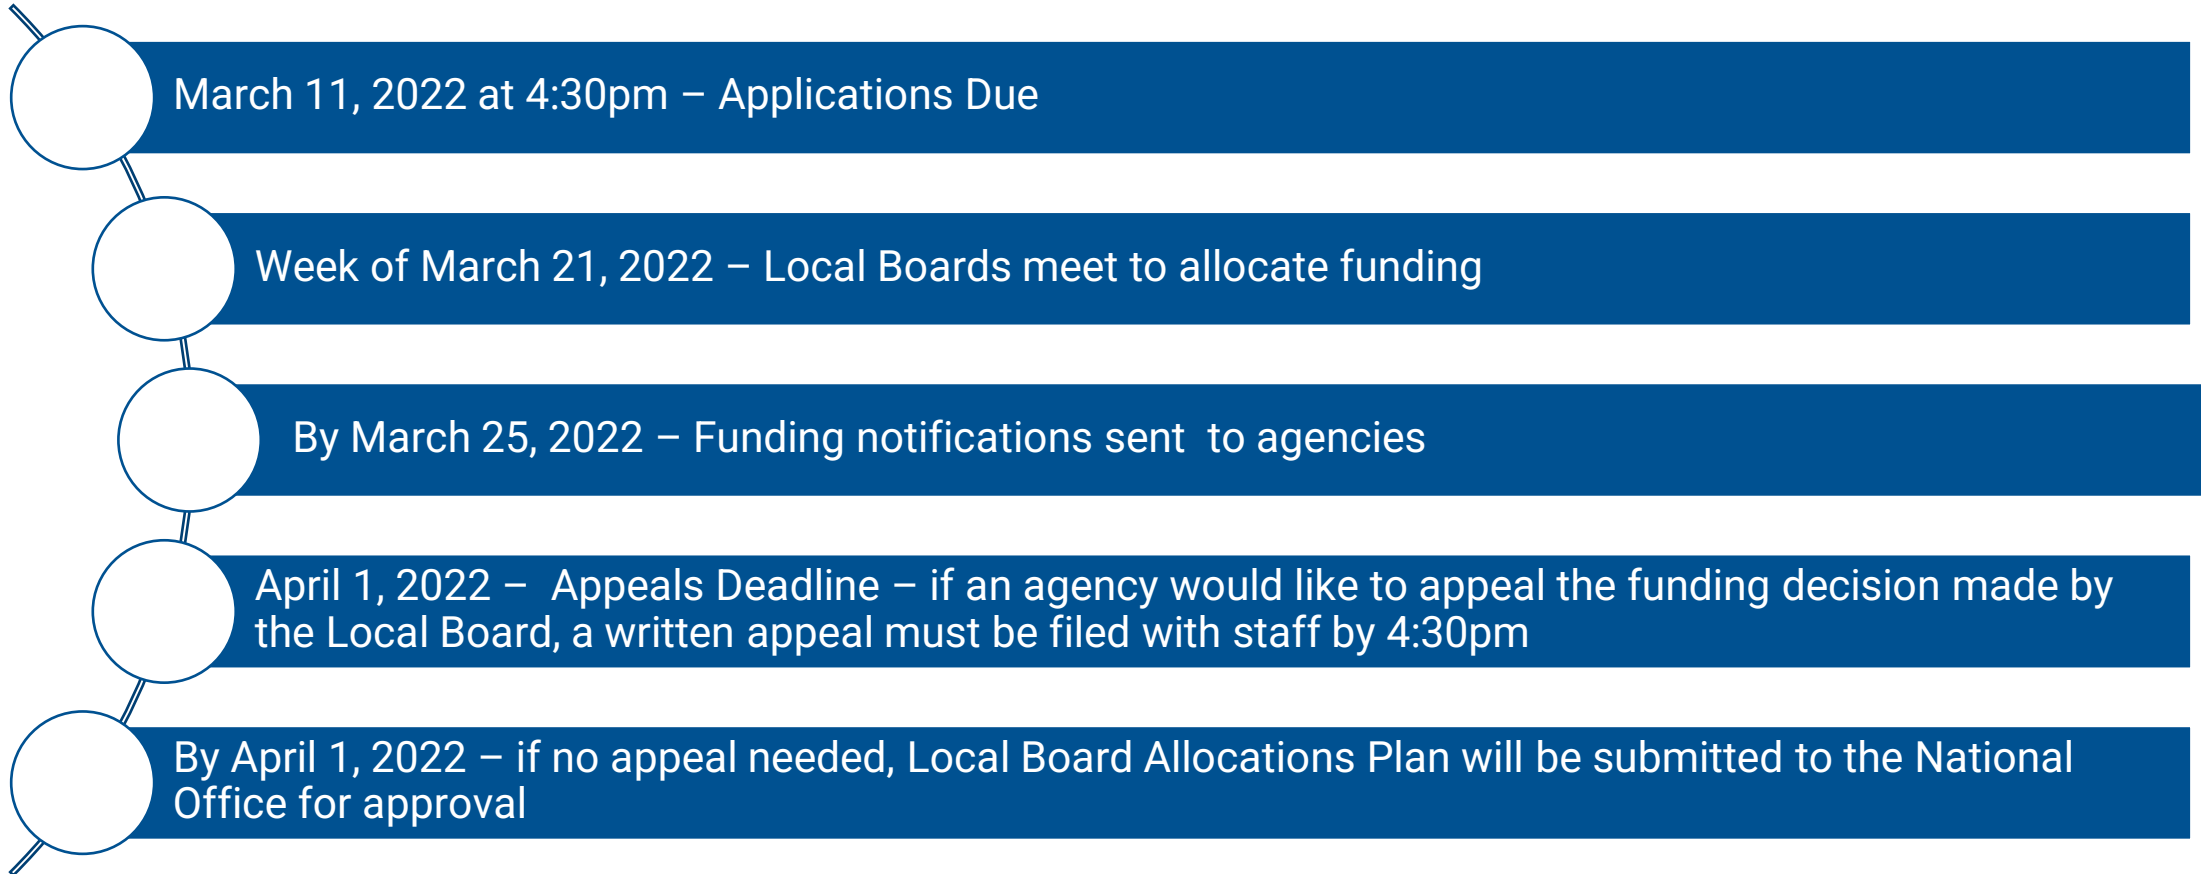 March 11, 2022 at 4:30pm – Applications Due
Week of March 21, 2022 – Local Boards meet to allocate funding
By March 25, 2022 – Funding notifications sent  to agencies
April 1, 2022 –  Appeals Deadline – if an agency would like to appeal the funding decision made by
the Local Board, a written appeal must be filed with staff by 4:30pm
By April 1, 2022 – if no appeal needed, Local Board Allocations Plan will be submitted to the National
Office for approval